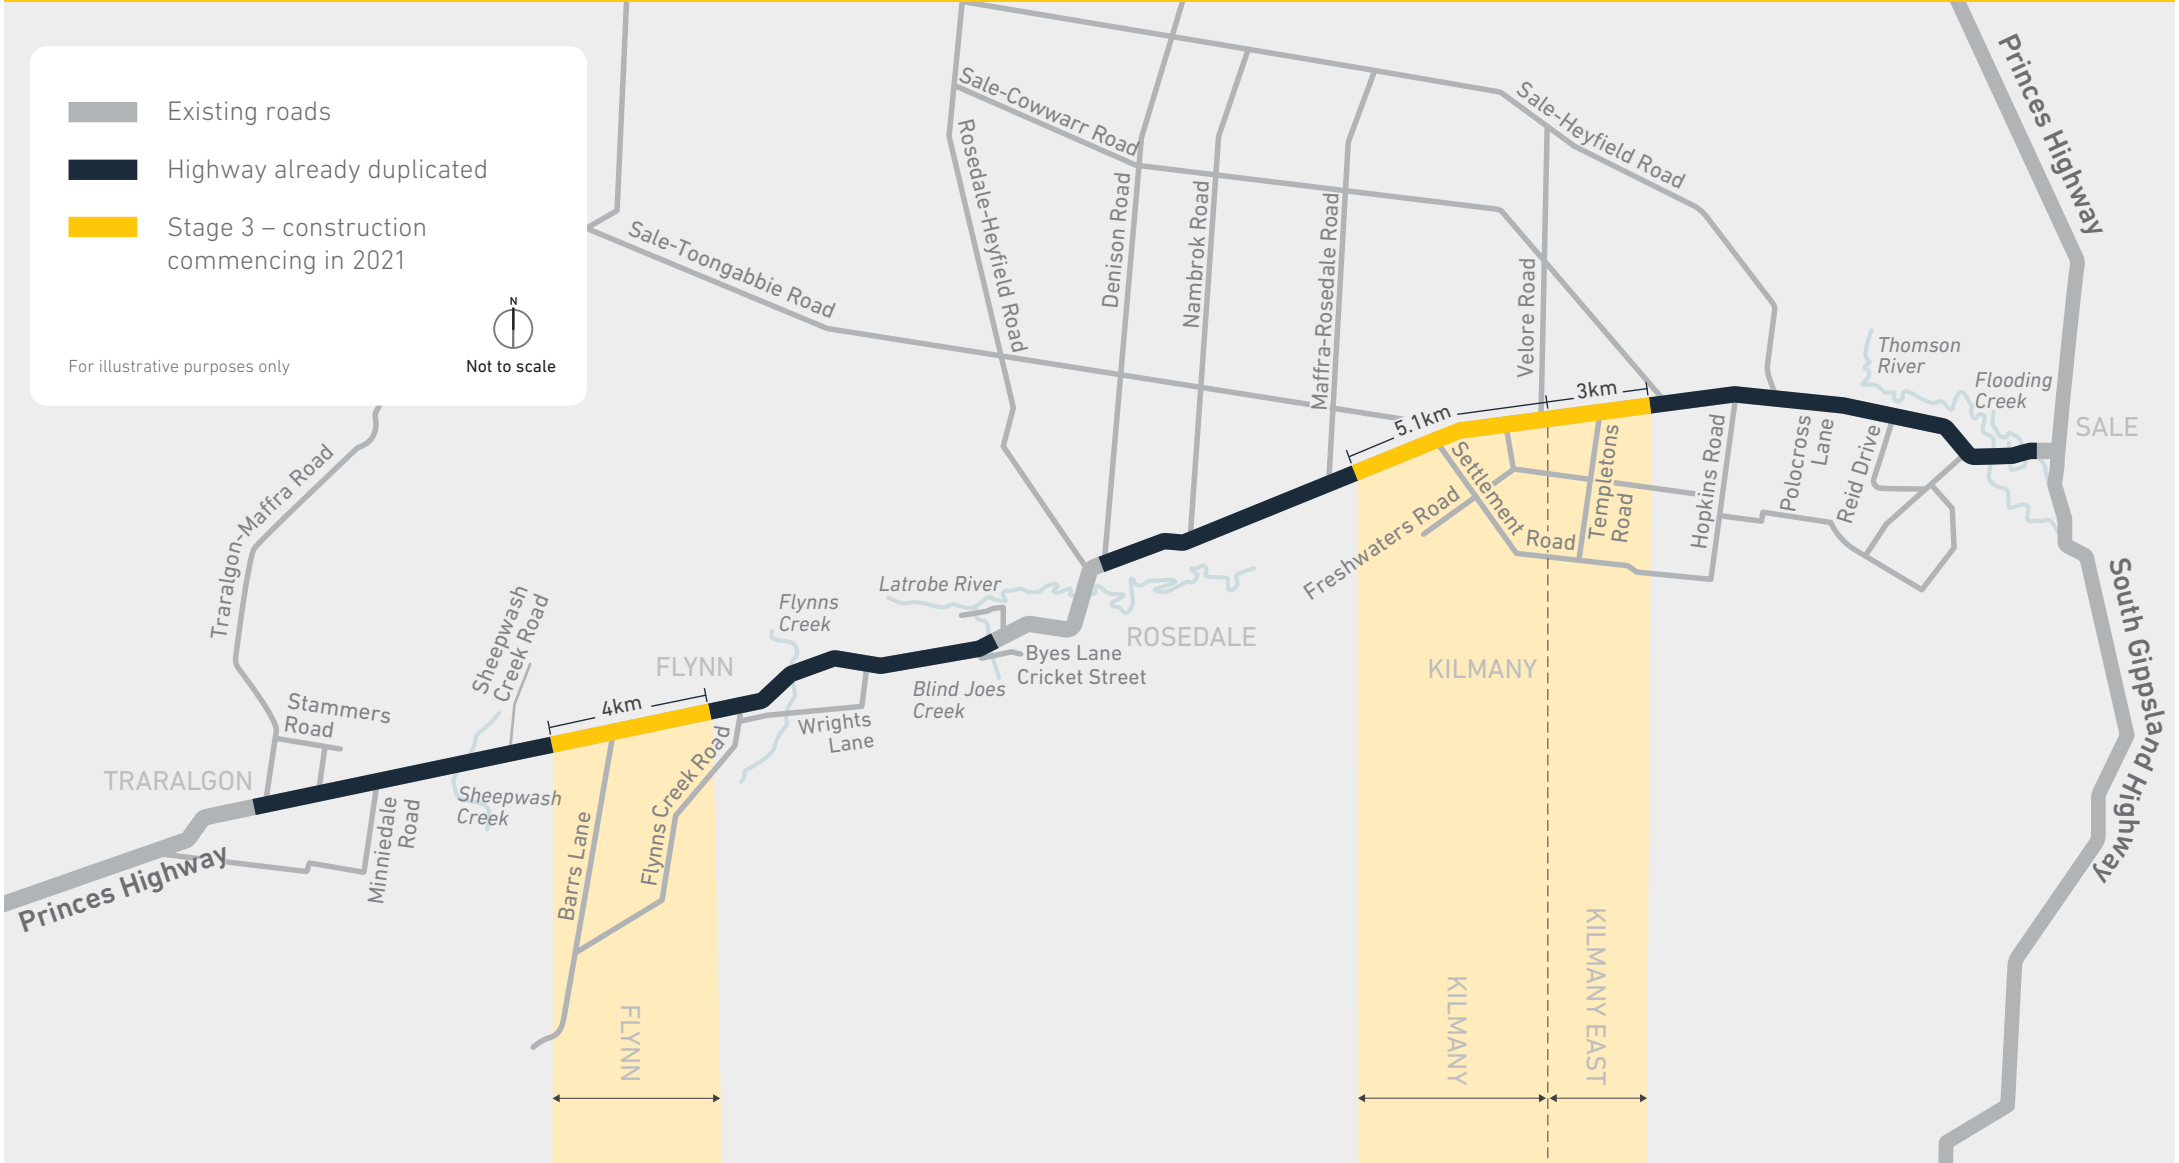 Existing roads
Highway already duplicated
Stage 3 – construction
commencing in 2021
N
For illustrative purposes only
Not to scale
Princes Highway
Sale-Cowwarr Road
Sale-Heyfield Road
Rosedale-Heyfield Road
Denison Road
Nambrok Road
Maffra-Rosedale Road
Velore Road
Sale-Toongabbie Road
Thomson
River
Flooding
Creek
SALE
3km
5.1km
Traralgon-Maffra Road
Settlement Road
Templetons
Road
Hopkins Road
Polocross
Lane
Reid Drive
Freshwaters Road
Latrobe River
Flynns
Creek
Sheepwash
Creek Road
ROSEDALE
Byes Lane
Cricket Street
KILMANY
FLYNN
4km
Blind Joes
Creek
Wrights
Lane
Stammers
Road
TRARALGON
Sheepwash
Creek
Minniedale
Road
Barrs Lane
Flynns Creek Road
Princes Highway
South Gippsland Highway
FLYNN
KILMANY
KILMANY EAST